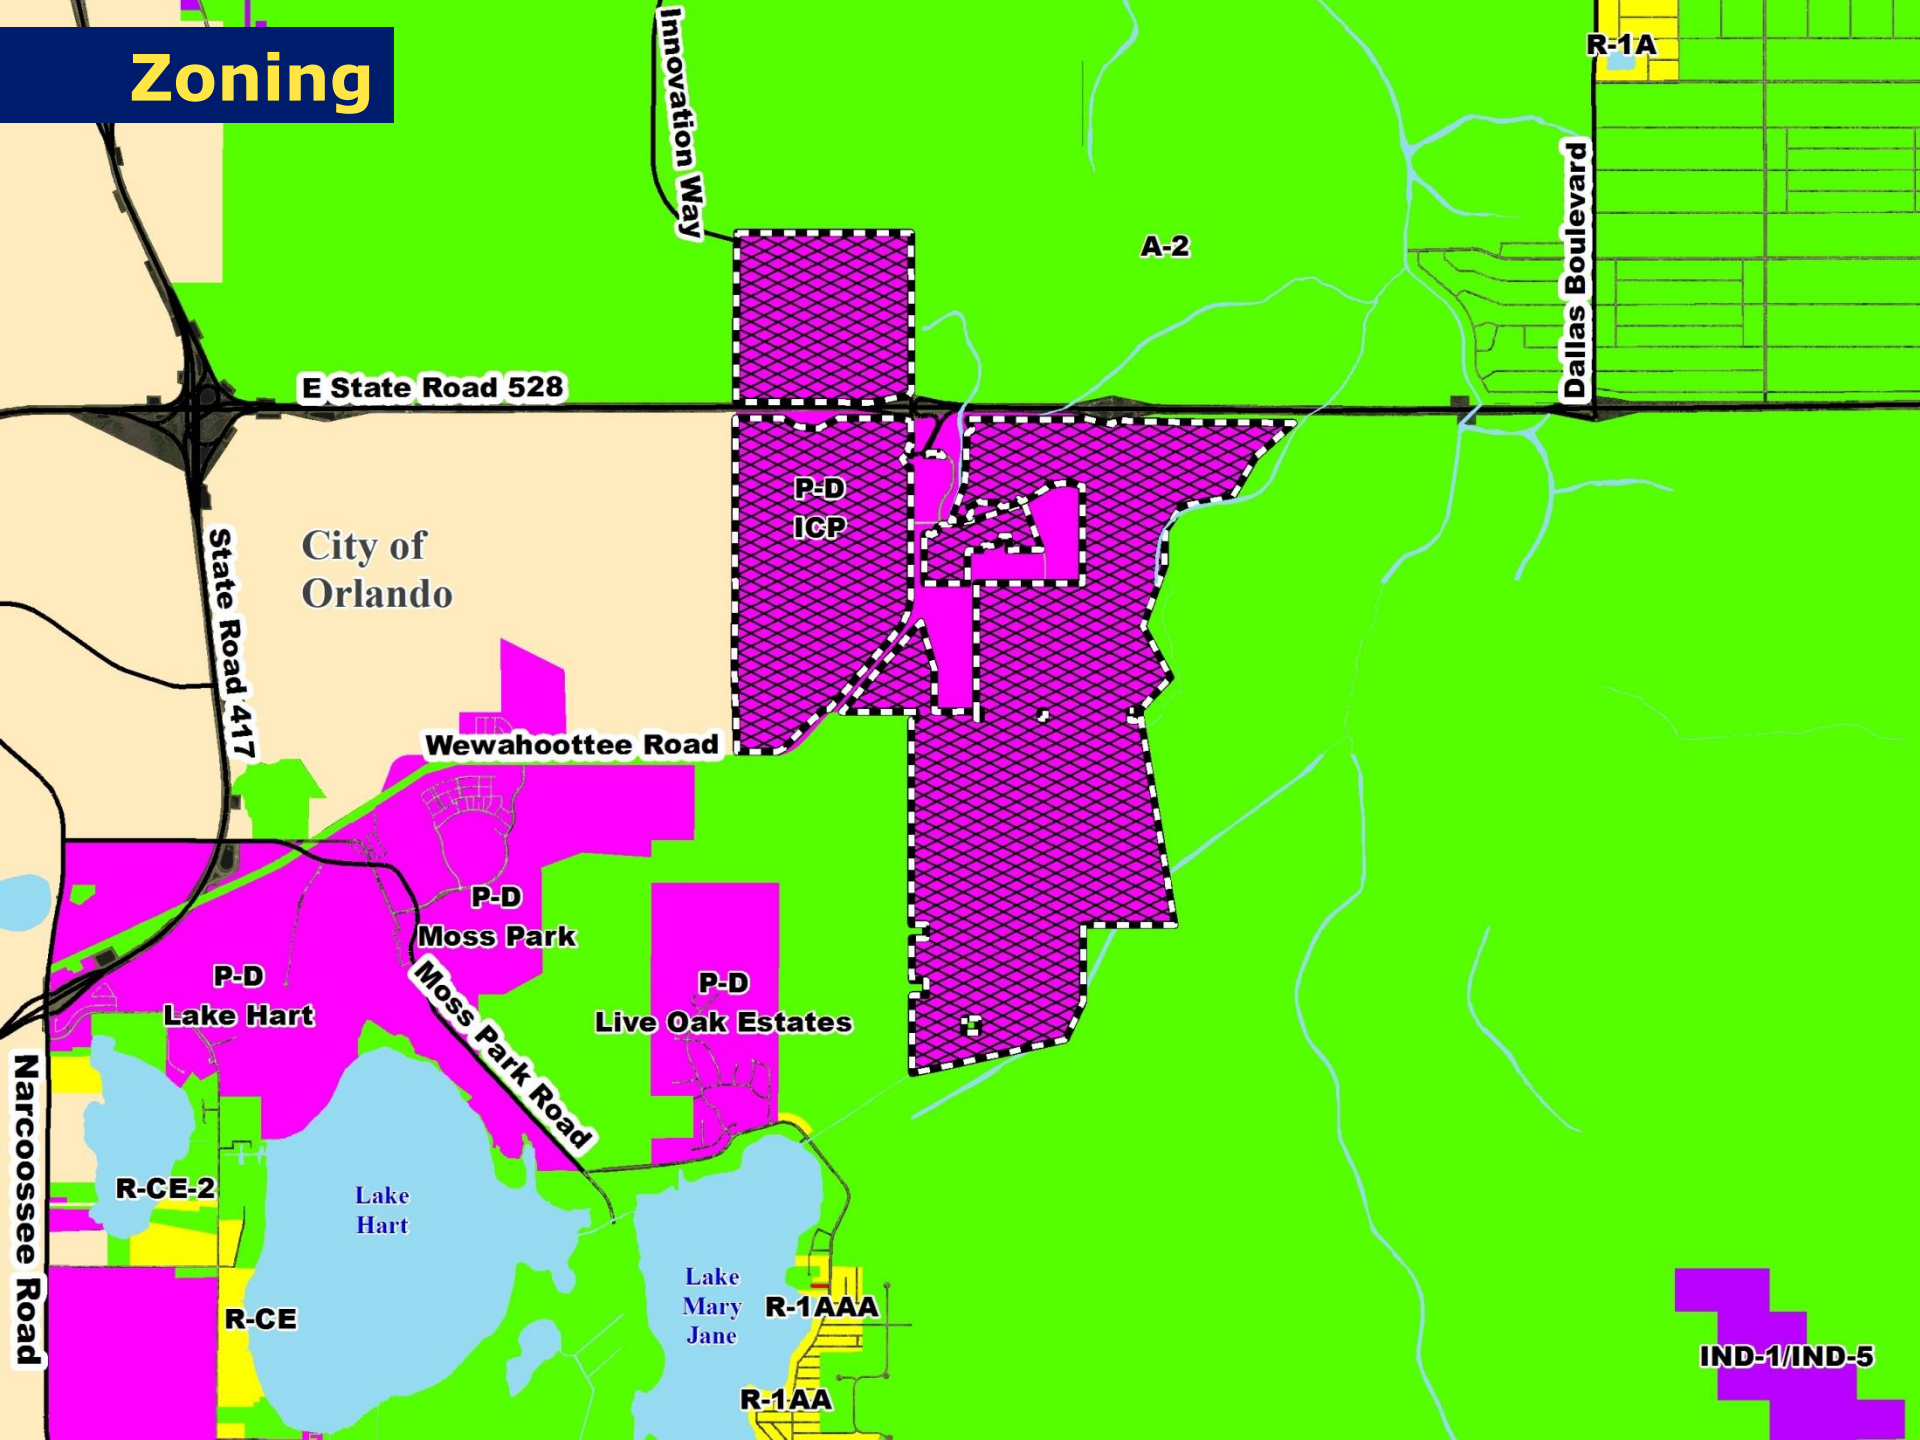 Zoning
Innovation Way
R-1A
Dallas Boulevard
A-2
E State Road 528
P-D
ICP
City of
Orlando
State Road 417
Wewahoottee Road
P-D
Moss Park
P-D
Lake Hart
P-D
Live Oak Estates
Moss Park Road
Narcoossee Road
R-CE-2
Lake
Hart
Lake
Mary
Jane
R-1AAA
R-CE
IND-1/IND-5
R-1AA